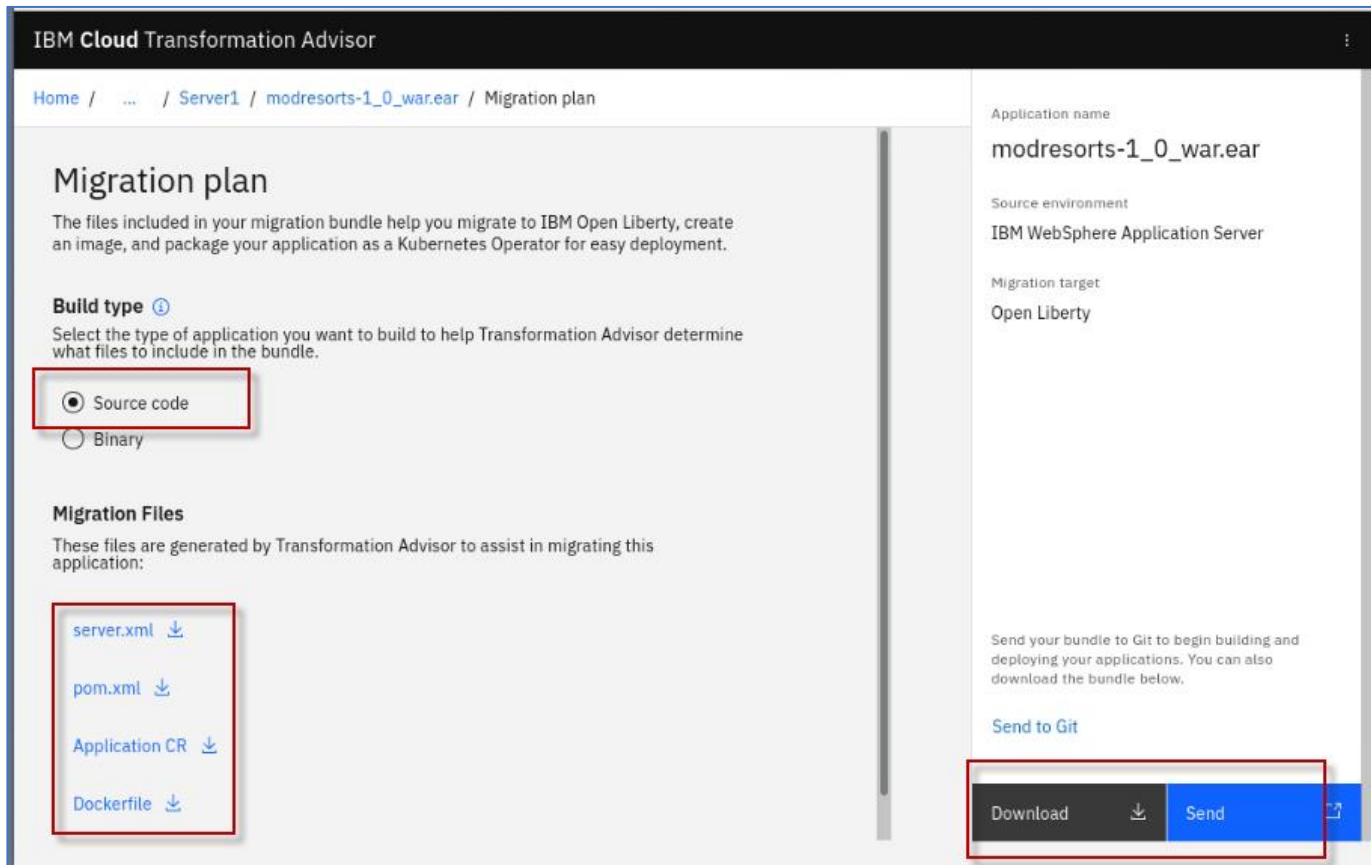 IBM Cloud Transformation Advisor
Home / ... / Server1 / modresorts-1_0_war.ear / Migration plan
Migration plan
The files included in your migration bundle help you migrate to IBM Open Liberty, create
an image, and package your application as a Kubernetes Operator for easy deployment.
Build type
Select the type of application you want to build to help Transformation Advisor determine
what files to include in the bundle.
Source code
Binary
Migration Files
These files are generated by Transformation Advisor to assist in migrating this
application:
server.xml
pom.xml
Application CR
Dockerfile
Application name
modresorts-1_0_war.ear
Source environment
IBM WebSphere Application Server
Migration target
Open Liberty
Send your bundle to Git to begin building and
deploying your applications. You can also
download the bundle below.
Send to Git
Download
Send